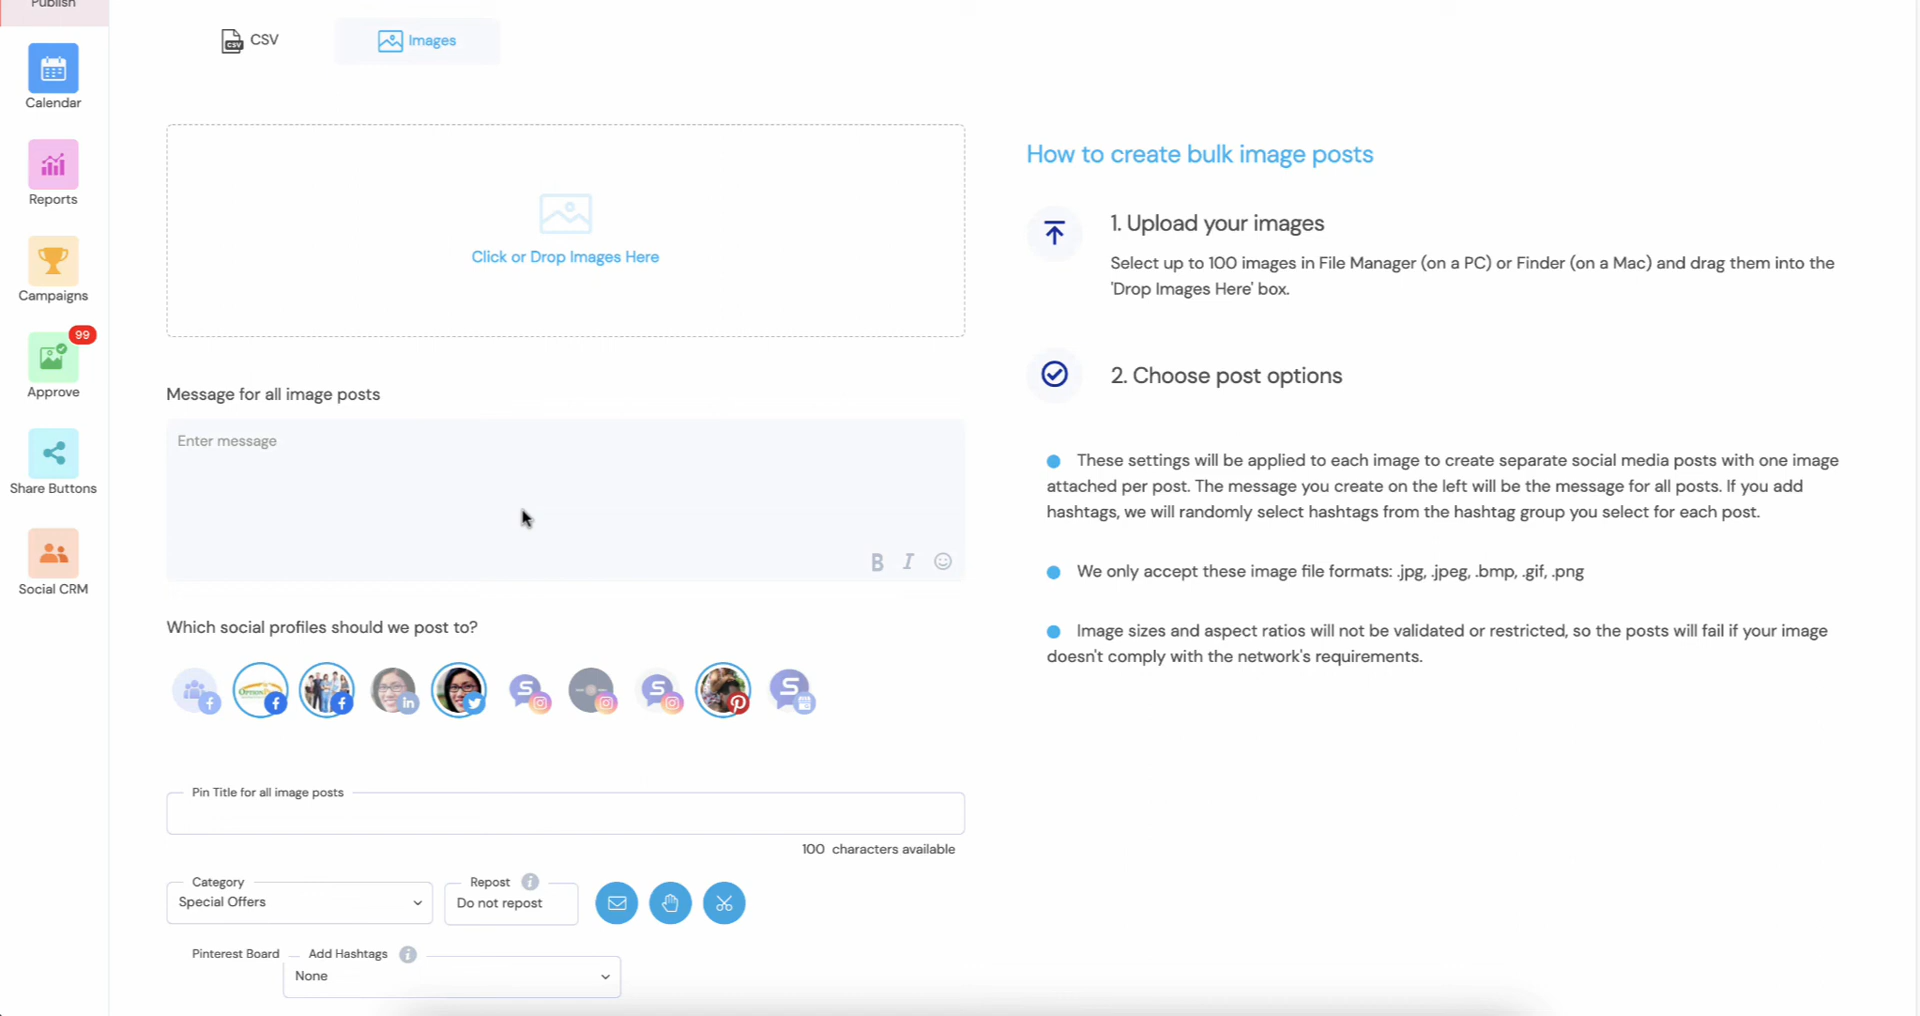 Publish
CSV
Images
Calendar
Reports
Campaigns
99
Approve
Share Buttons
Social CRM
Click or Drop Images Here
Message for all image posts
Enter message
B I
Which social profiles should we post to?
Pin Title for all image posts
100 characters available
Category
Special Offers
Repost
Do not repost
Pinterest Board
Add Hashtags
None
How to create bulk image posts
1. Upload your images
Select up to 100 images in File Manager (on a PC) or Finder (on a Mac) and drag them into the
'Drop Images Here' box.
2. Choose post options
These settings will be applied to each image to create separate social media posts with one image
attached per post. The message you create on the left will be the message for all posts. If you add
hashtags, we will randomly select hashtags from the hashtag group you select for each post.
We only accept these image file formats: .jpg, .jpeg, .bmp, .gif, .png
Image sizes and aspect ratios will not be validated or restricted, so the posts will fail if your image
doesn't comply with the network's requirements.